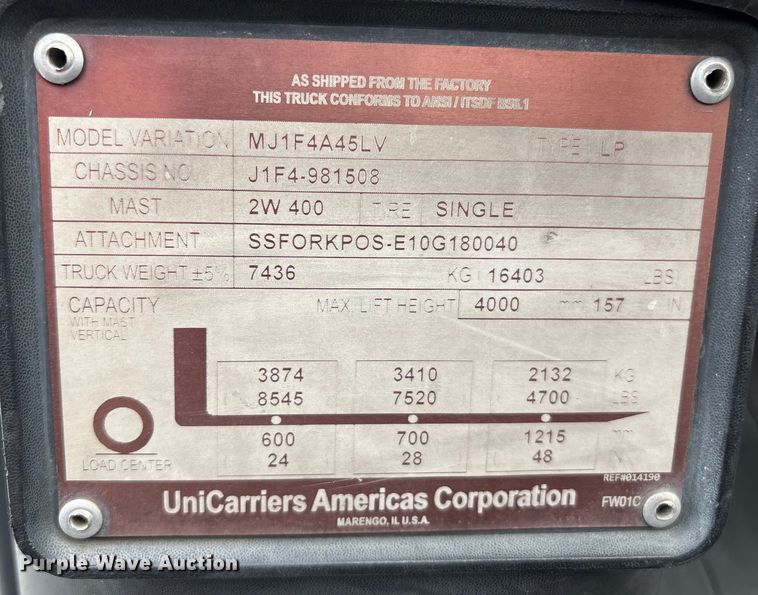 AS SHIPPED FROM THE FACTORY
THIS TRUCK CONFORMS TO ANSI / ITSDF B56.1
MODEL VARIATION MJ1F4A45LV TYPE LP
CHASSIS NO. J1F4-981508
MAST 2W 400 TIRE SINGLE
ATTACHMENT SSFORKPOS-E10G180040
TRUCK WEIGHT ±5% 7436 KG 16403 LBS
CAPACITY MAX. LIFT HEIGHT 4000 mm 157 IN
WITH MAST
VERTICAL
3874 3410 2132 KG
8545 7520 4700 LBS
600 700 1215 mm
24 28 48 IN
LOAD CENTER
REF#014190
UniCarriers Americas Corporation FW01C
MARENGO, IL U.S.A.
Purple Wave Auction